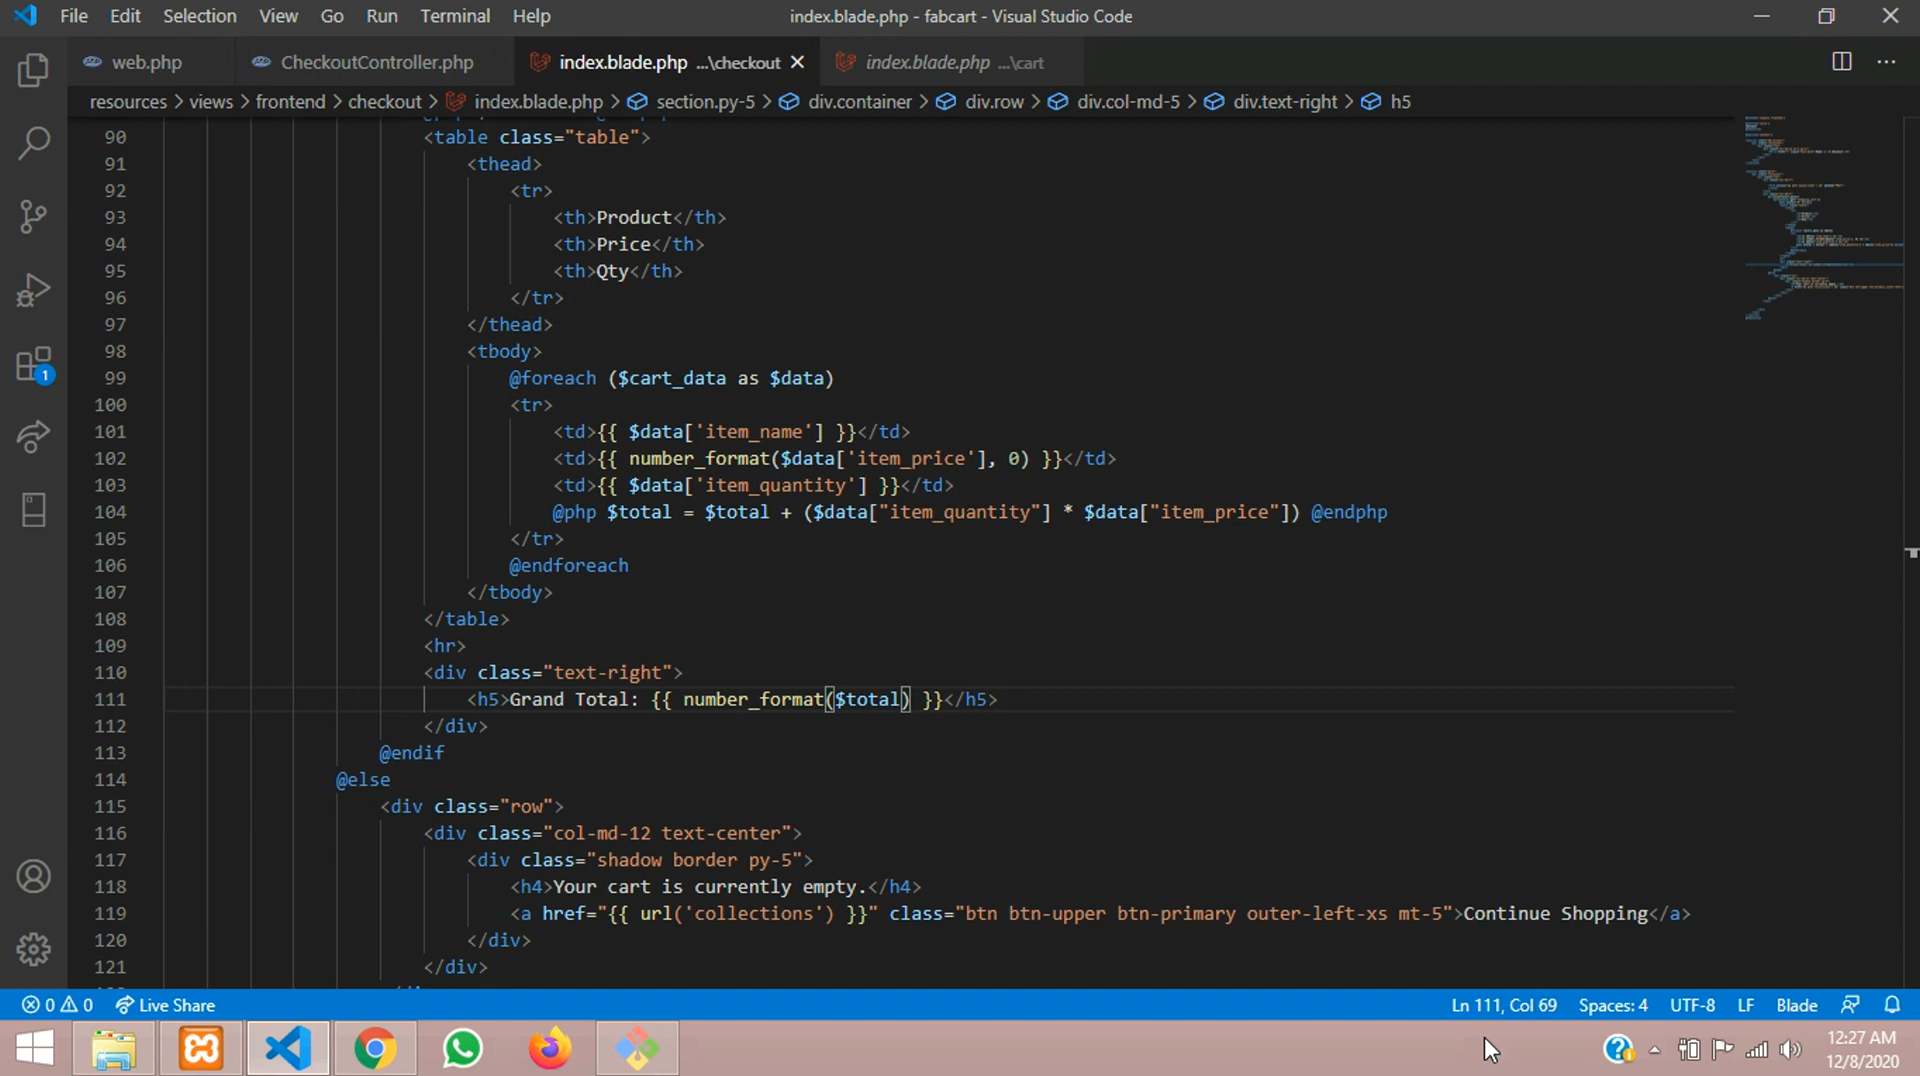 File Edit Selection View Go Run Terminal Help index.blade.php - fabcart - Visual Studio Code
web.php CheckoutController.php index.blade.php ...\checkout index.blade.php ...\cart
resources > views > frontend > checkout > index.blade.php > section.py-5 > div.container > div.row > div.col-md-5 > div.text-right > h5
90 <table class="table">
91 <thead>
92 <tr>
93 <th>Product</th>
94 <th>Price</th>
95 <th>Qty</th>
96 </tr>
97 </thead>
98 <tbody>
99 @foreach ($cart_data as $data)
100 <tr>
101 <td>{{ $data['item_name'] }}</td>
102 <td>{{ number_format($data['item_price'], 0) }}</td>
103 <td>{{ $data['item_quantity'] }}</td>
104 @php $total = $total + ($data["item_quantity"] * $data["item_price"]) @endphp
105 </tr>
106 @endforeach
107 </tbody>
108 </table>
109 <hr>
110 <div class="text-right">
111 <h5>Grand Total: {{ number_format($total) }}</h5>
112 </div>
113 @endif
114 @else
115 <div class="row">
116 <div class="col-md-12 text-center">
117 <div class="shadow border py-5">
118 <h4>Your cart is currently empty.</h4>
119 <a href="{{ url('collections') }}" class="btn btn-upper btn-primary outer-left-xs mt-5">Continue Shopping</a>
120 </div>
121 </div>
1
0 0 Live Share Ln 111, Col 69 Spaces: 4 UTF-8 LF Blade
12:27 AM
12/8/2020